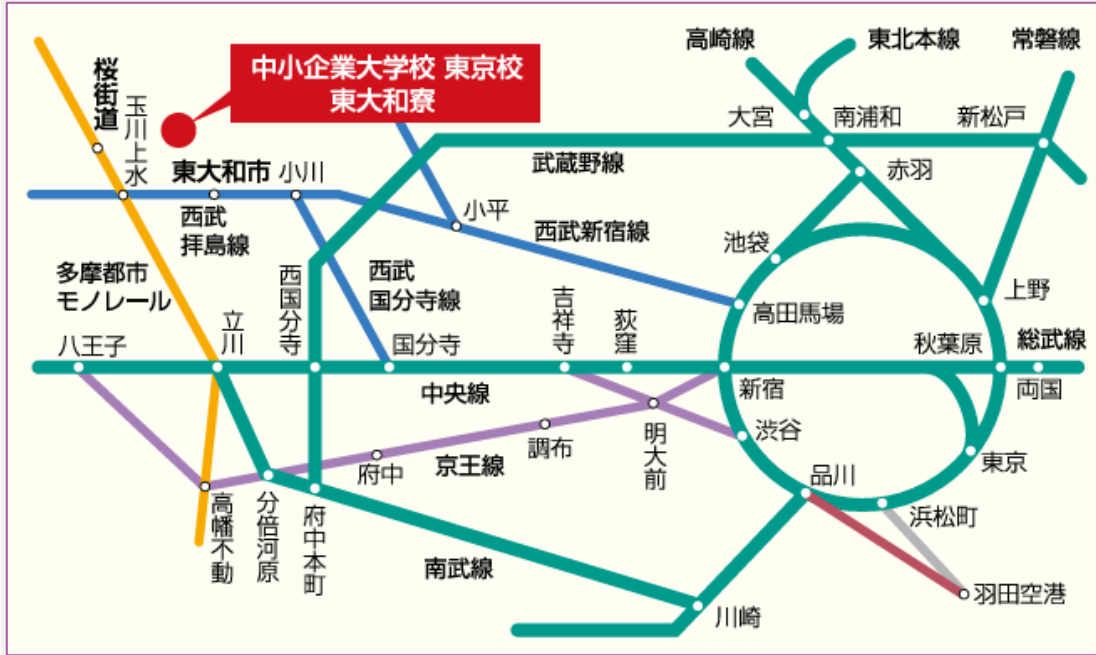 高崎線
東北本線
常磐線
中小企業大学校 東京校
東大和寮
桜街道
玉川上水
大宮
南浦和
新松戸
武蔵野線
赤羽
東大和市
小川
西武
拝島線
小平
西武新宿線
池袋
多摩都市
モノレール
西国分寺
西武
国分寺線
高田馬場
上野
八王子
立川
国分寺
吉祥寺
荻窪
秋葉原
総武線
中央線
新宿
両国
渋谷
明大前
調布
府中
京王線
東京
品川
高幡不動
分倍河原
府中本町
浜松町
南武線
羽田空港
川崎